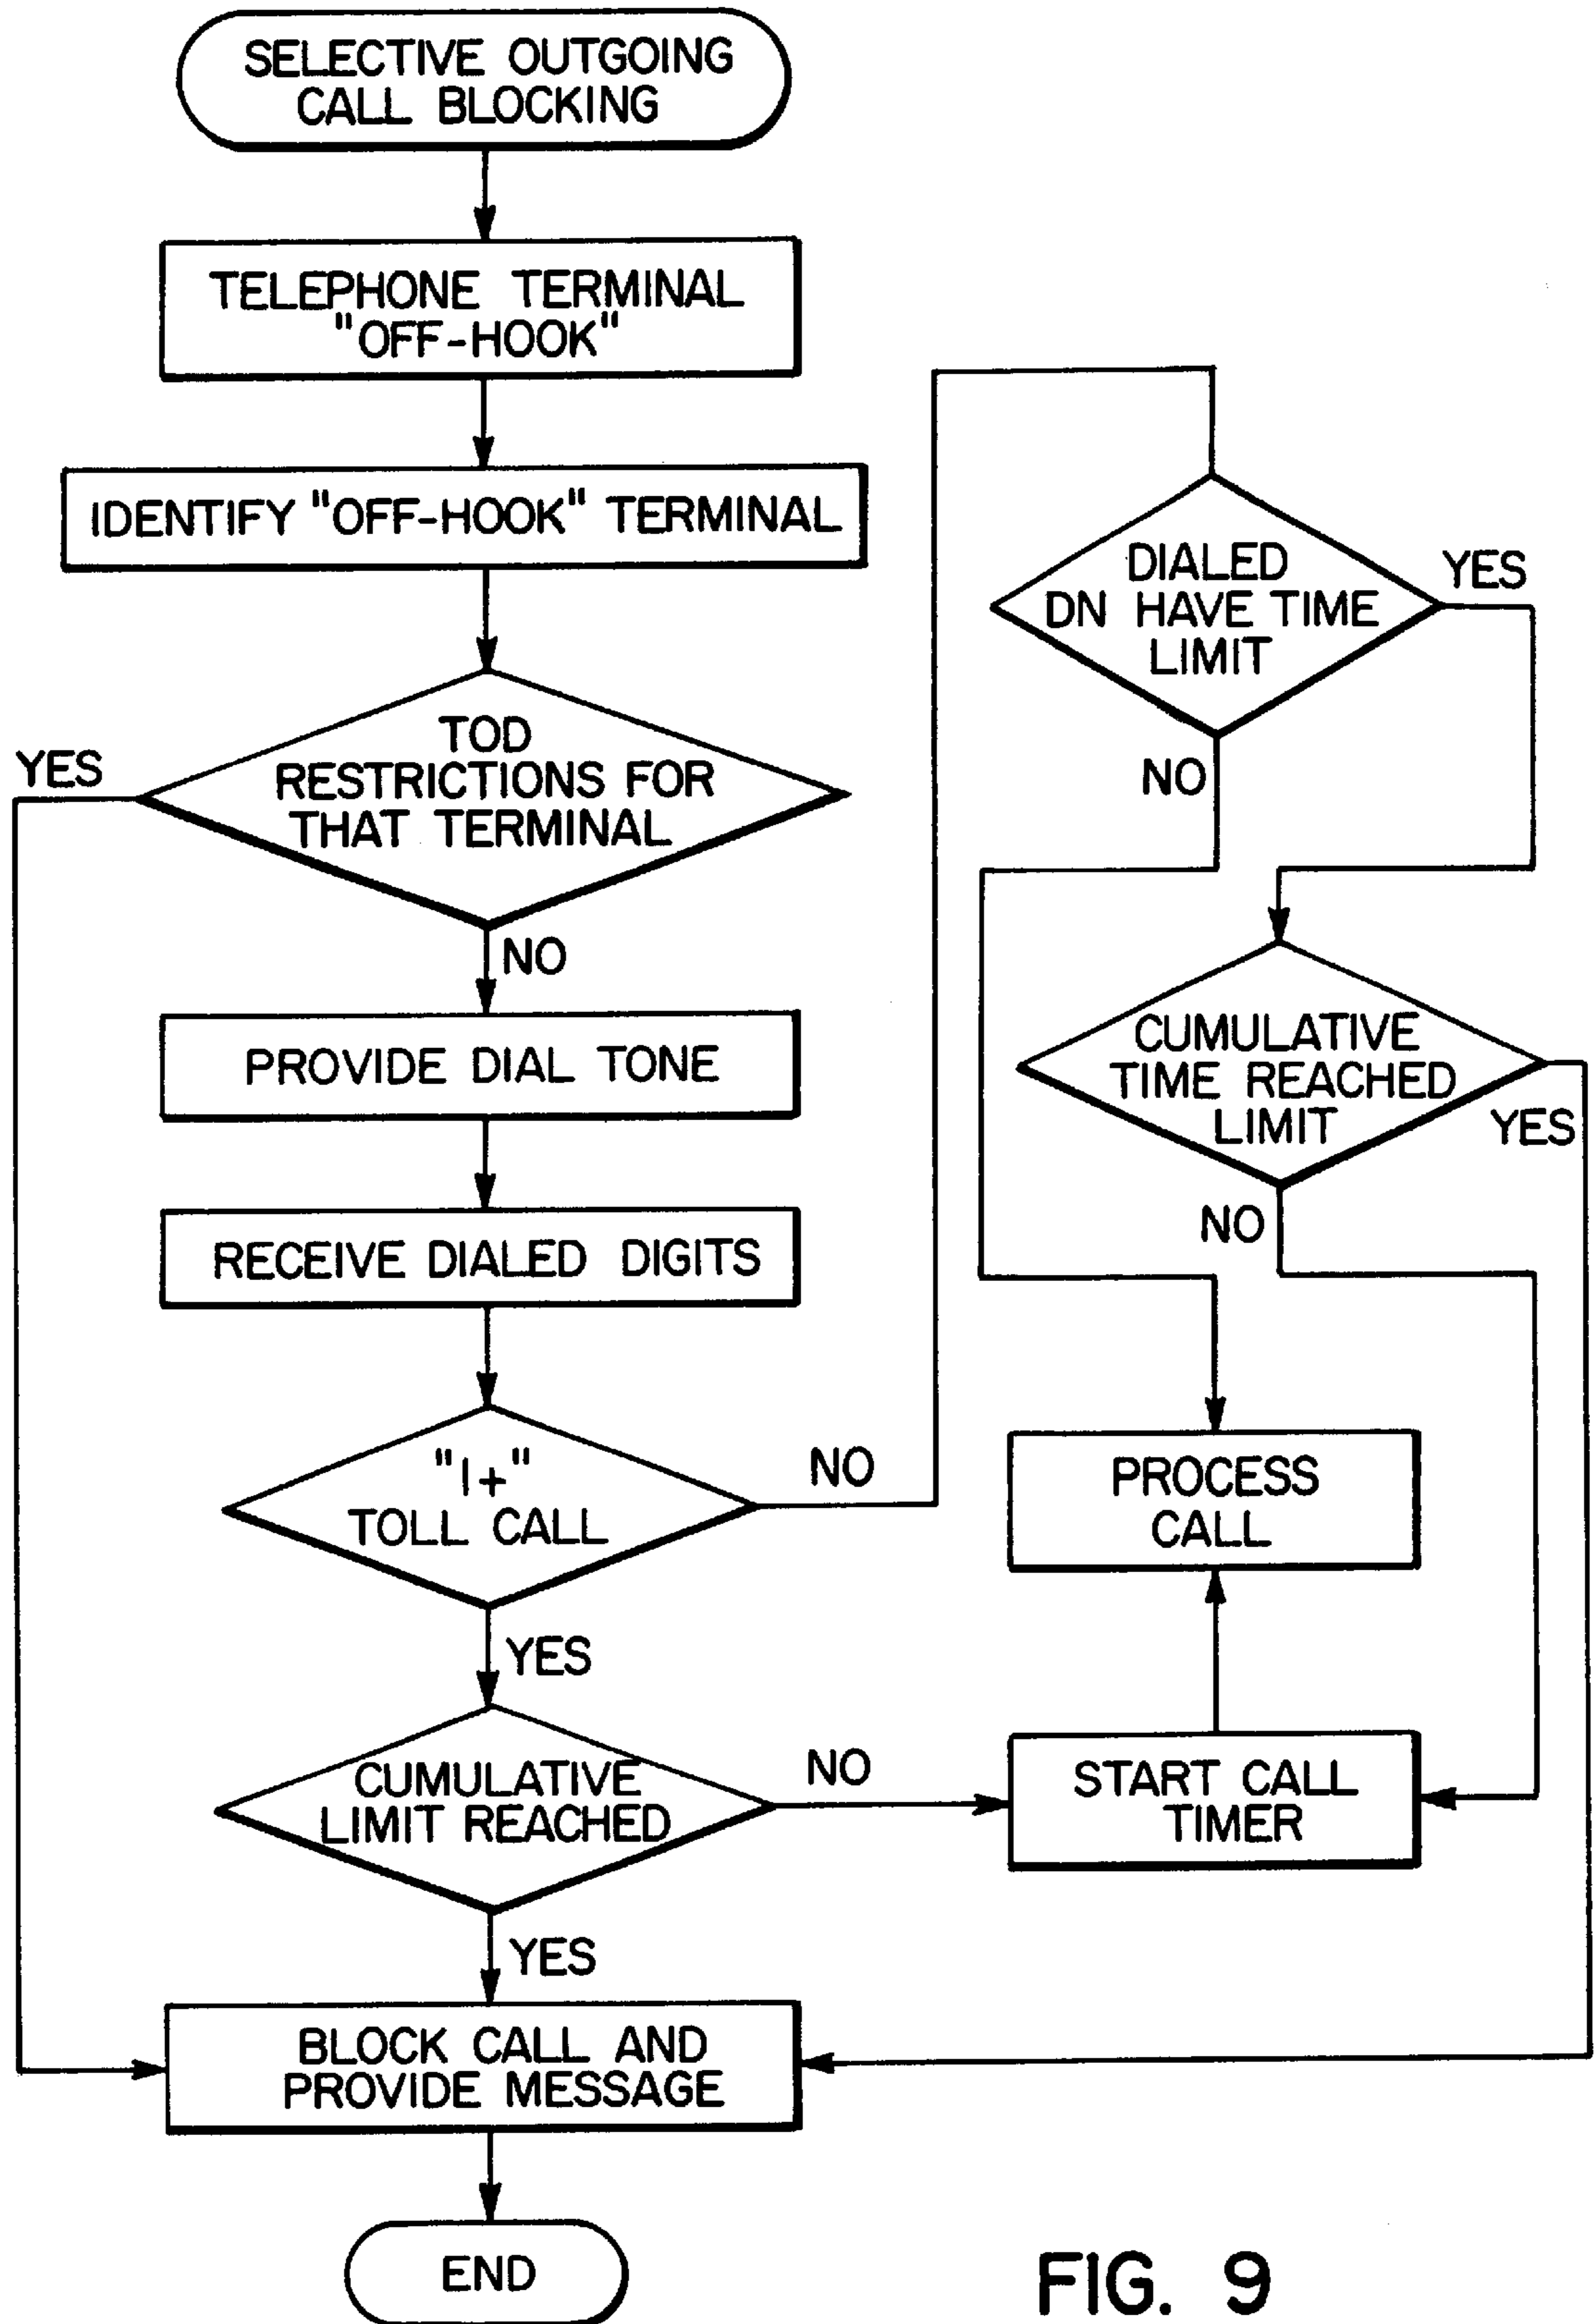 SELECTIVE OUTGOING
CALL BLOCKING
TELEPHONE TERMINAL
"OFF-HOOK"
IDENTIFY "OFF-HOOK" TERMINAL
TOD
RESTRICTIONS FOR
THAT TERMINAL
YES
NO
PROVIDE DIAL TONE
RECEIVE DIALED DIGITS
"1+"
TOLL CALL
NO
YES
CUMULATIVE
LIMIT REACHED
NO
YES
BLOCK CALL AND
PROVIDE MESSAGE
END
DIALED
DN HAVE TIME
LIMIT
YES
NO
CUMULATIVE
TIME REACHED
LIMIT
YES
NO
PROCESS
CALL
START CALL
TIMER
FIG. 9